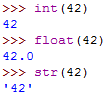 >>> int(42)
42
>>> float(42)
42.0
>>> str(42)
'42'